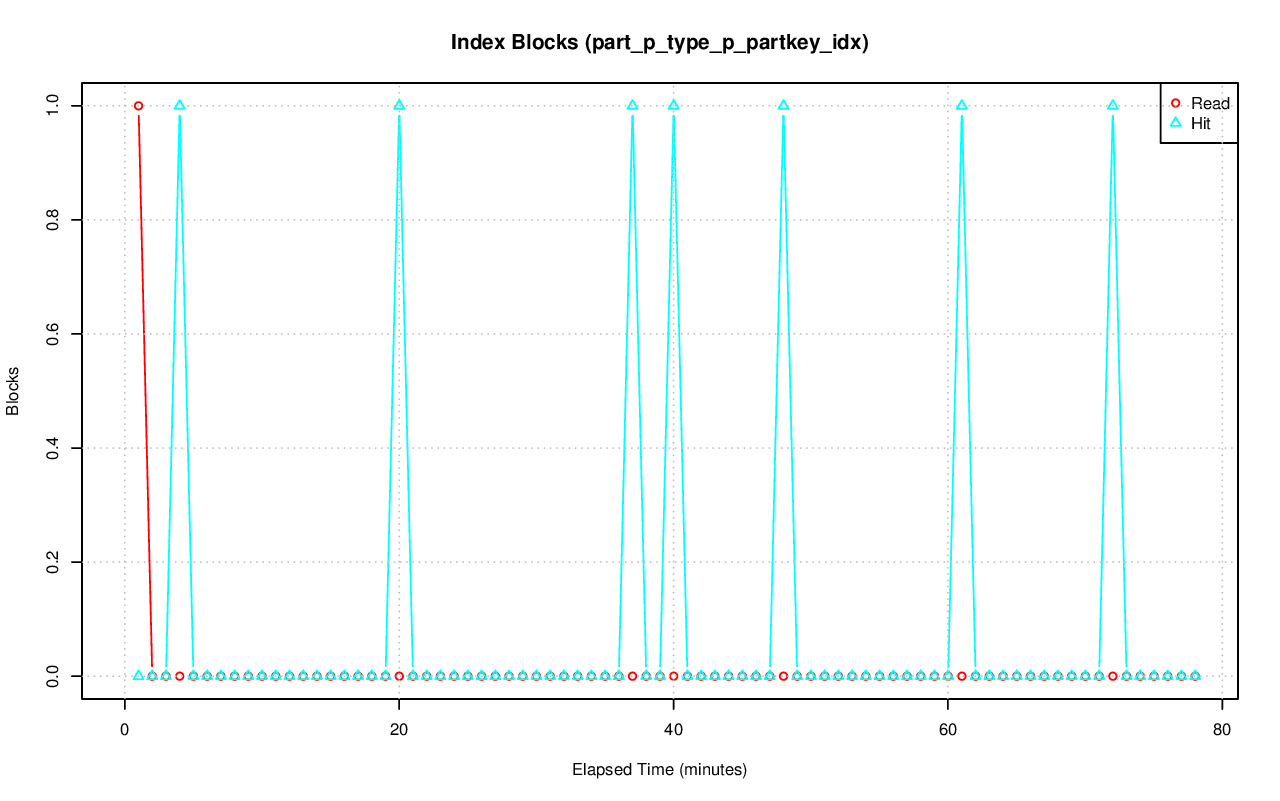 Index Blocks (part_p_type_p_partkey_idx)
Read
Hit
1.0
0.8
0.6
0.4
0.2
0.0
Blocks
0 20 40 60 80
Elapsed Time (minutes)